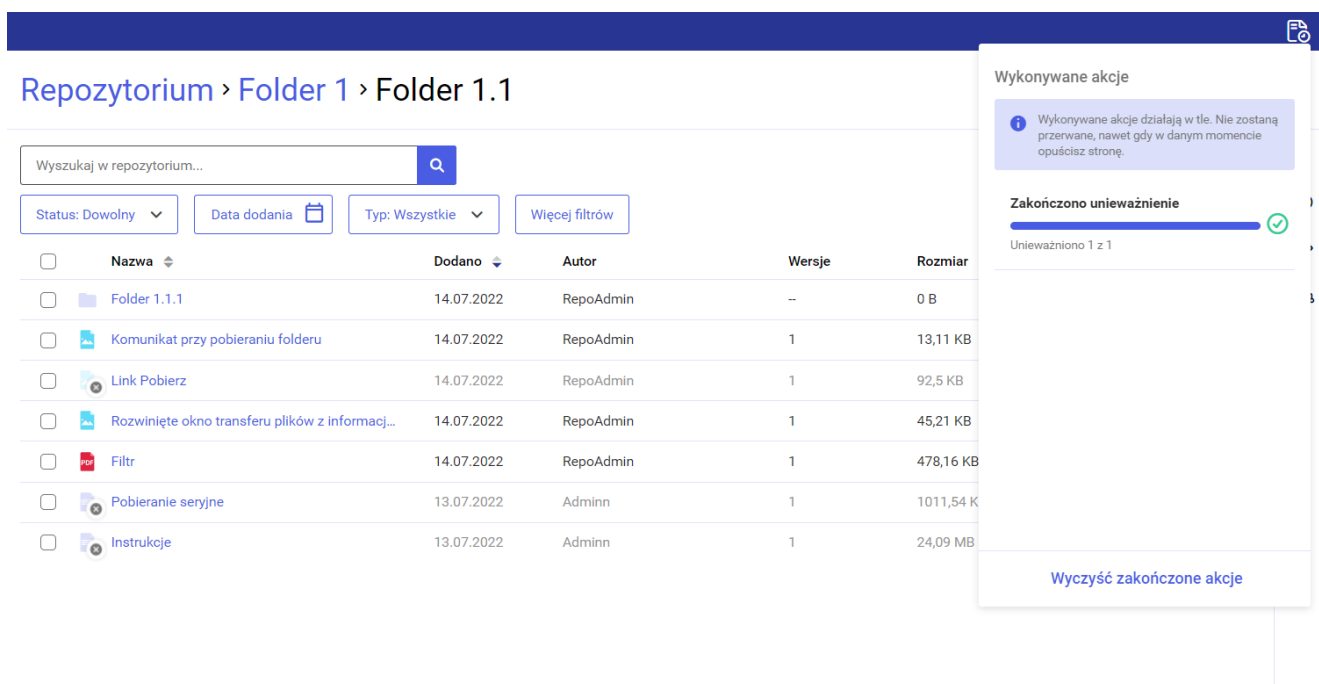 Repozytorium › Folder 1 › Folder 1.1
Wyszukaj w repozytorium...
Status: Dowolny
Data dodania
Typ: Wszystkie
Więcej filtrów
Nazwa Dodano Autor Wersje Rozmiar
Folder 1.1.1 14.07.2022 RepoAdmin -- 0 B
Komunikat przy pobieraniu folderu 14.07.2022 RepoAdmin 1 13,11 KB
Link Pobierz 14.07.2022 RepoAdmin 1 92,5 KB
Rozwinięte okno transferu plików z informacj... 14.07.2022 RepoAdmin 1 45,21 KB
PDF Filtr 14.07.2022 RepoAdmin 1 478,16 KB
Pobieranie seryjne 13.07.2022 Adminn 1 1011,54 K
Instrukcje 13.07.2022 Adminn 1 24,09 MB
Wykonywane akcje
Wykonywane akcje działają w tle. Nie zostaną
przerwane, nawet gdy w danym momencie
opuścisz stronę.
Zakończono unieważnienie
Unieważniono 1 z 1
Wyczyść zakończone akcje